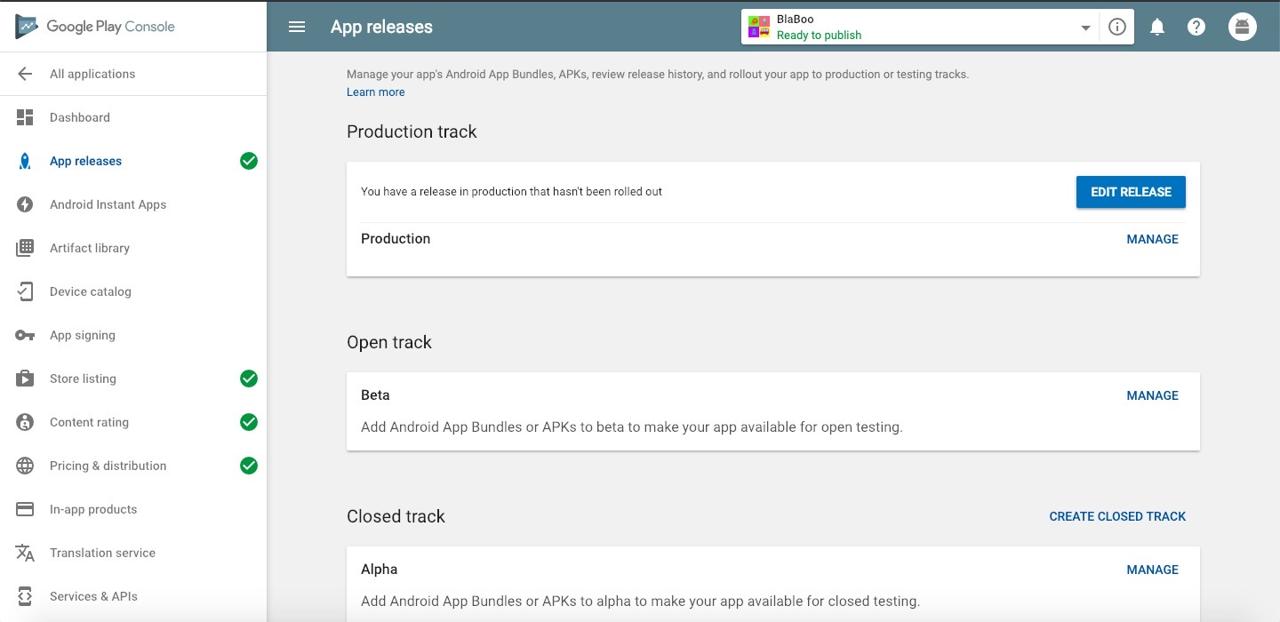 Google Play Console
App releases
BlaBoo
Ready to publish
All applications
Dashboard
App releases
Android Instant Apps
Artifact library
Device catalog
App signing
Store listing
Content rating
Pricing & distribution
In-app products
Translation service
Services & APIs
Manage your app's Android App Bundles, APKs, review release history, and rollout your app to production or testing tracks.
Learn more
Production track
You have a release in production that hasn't been rolled out
EDIT RELEASE
Production
MANAGE
Open track
Beta
MANAGE
Add Android App Bundles or APKs to beta to make your app available for open testing.
Closed track
CREATE CLOSED TRACK
Alpha
MANAGE
Add Android App Bundles or APKs to alpha to make your app available for closed testing.